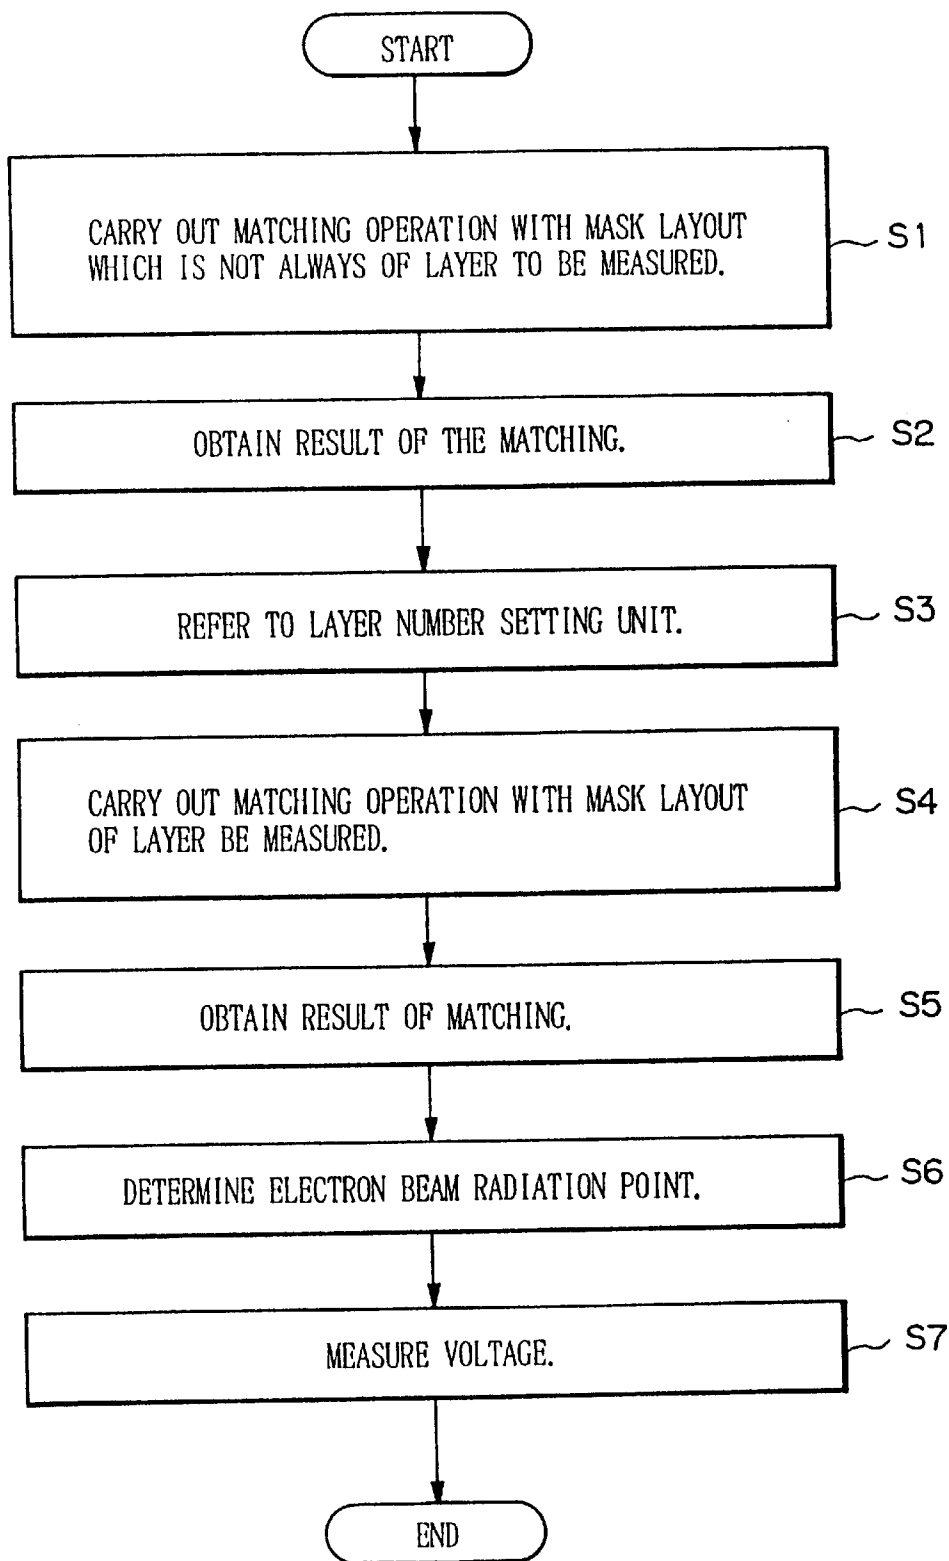 START
CARRY OUT MATCHING OPERATION WITH MASK LAYOUT
WHICH IS NOT ALWAYS OF LAYER TO BE MEASURED.
S1
OBTAIN RESULT OF THE MATCHING.
S2
REFER TO LAYER NUMBER SETTING UNIT.
S3
CARRY OUT MATCHING OPERATION WITH MASK LAYOUT
OF LAYER BE MEASURED.
S4
OBTAIN RESULT OF MATCHING.
S5
DETERMINE ELECTRON BEAM RADIATION POINT.
S6
MEASURE VOLTAGE.
S7
END